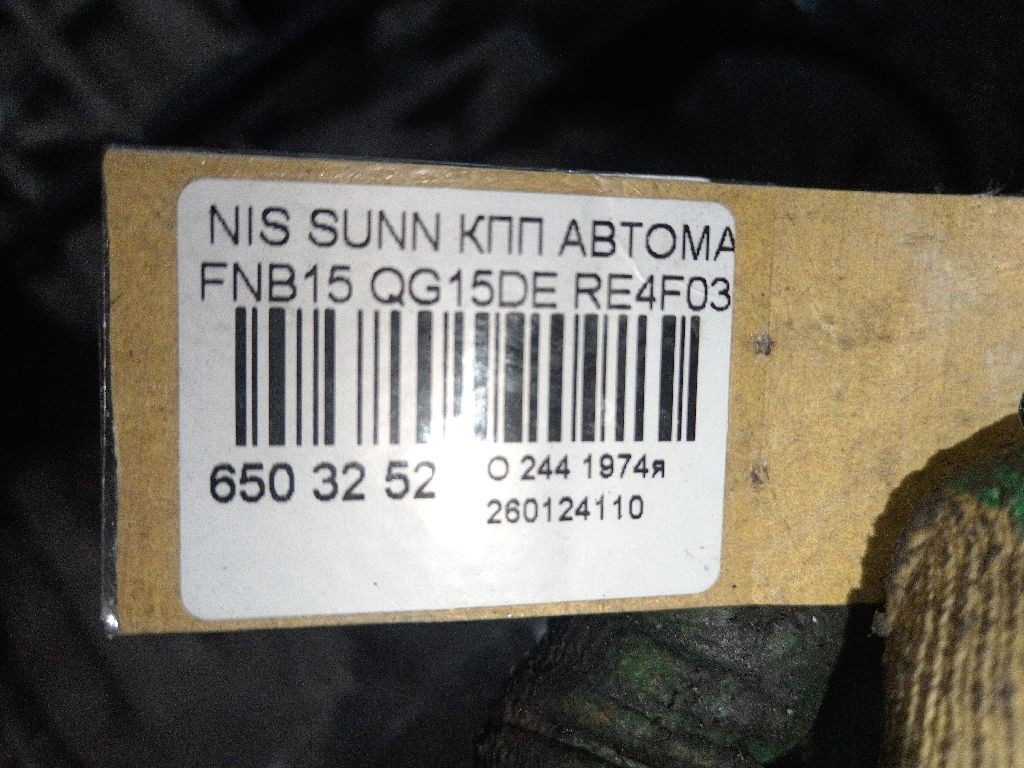 NIS SUNN КПП АВТОМА
FNB15 QG15DE RE4F03
650 32 52
О 244 1974я
260124110